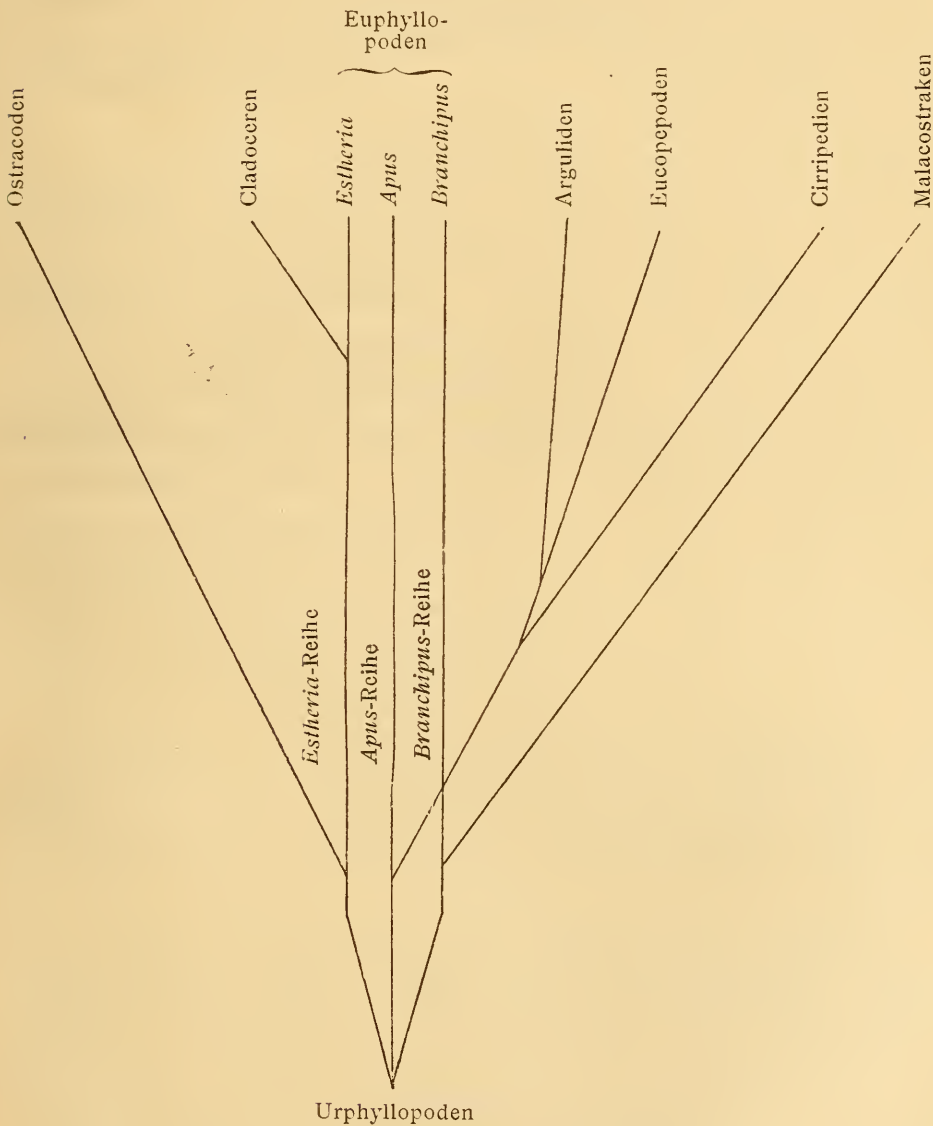 Euphyllo-
poden
Ostracoden
Cladoceren
Estheria
Apus
Branchipus
Arguliden
Eucopepoden
Cirripedien
Malacostraken
Estheria-Reihe
Apus-Reihe
Branchipus-Reihe
Urphyllopoden